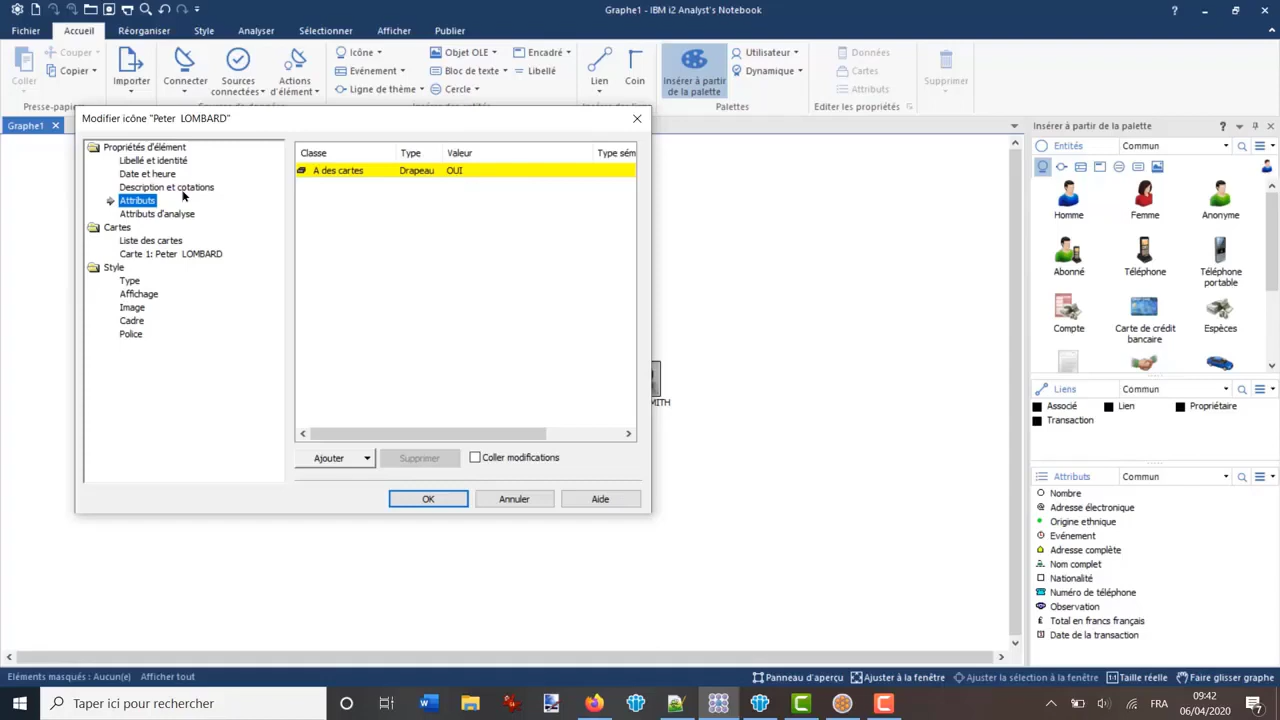 Graphe1 - IBM i2 Analyst's Notebook
Fichier Accueil Réorganiser Style Analyser Sélectionner Afficher Publier
Coller
Couper
Copier
Presse-papi
Importer
Connecter
Sources connectées
Actions d'élément
Icône
Evénement
Ligne de thème
Objet OLE
Bloc de texte
Cercle
Encadré
Libellé
Lien
Coin
Insérer à partir de la palette
Utilisateur
Dynamique
Palettes
Données
Cartes
Attributs
Editer les propriétés
Supprimer
Graphe1
Modifier icône "Peter LOMBARD"
Propriétés d'élément
Libellé et identité
Date et heure
Description et cotations
Attributs
Attributs d'analyse
Cartes
Liste des cartes
Carte 1: Peter LOMBARD
Style
Type
Affichage
Image
Cadre
Police
Classe Type Valeur Type sém
A des cartes Drapeau OUI
Ajouter Supprimer Coller modifications
OK Annuler Aide
MITH
Insérer à partir de la palette
Entités Commun
Homme Femme Anonyme
Abonné Téléphone Téléphone portable
Compte Carte de crédit bancaire Espèces
Liens Commun
Associé Lien Propriétaire
Transaction
Attributs Commun
Nombre
Adresse électronique
Origine ethnique
Evénement
Adresse complète
Nom complet
Nationalité
Numéro de téléphone
Observation
Total en francs français
Date de la transaction
Eléments masqués : Aucun(e) Afficher tout Panneau d'aperçu Ajuster à la fenêtre Ajuster la sélection à la fenêtre Taille réelle Faire glisser graphe
Taper ici pour rechercher
FRA
09:42
06/04/2020